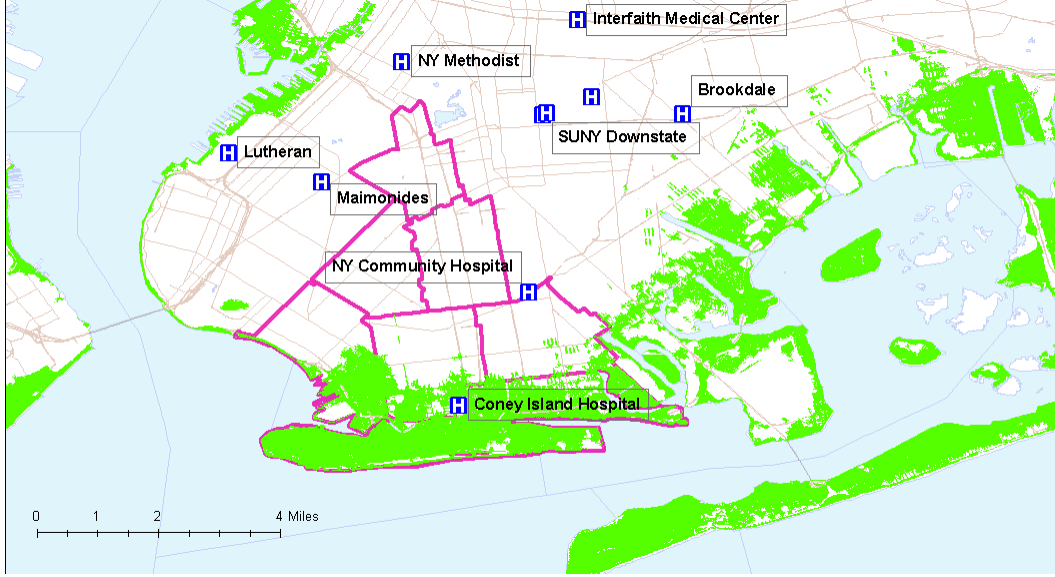 H Interfaith Medical Center
H NY Methodist
Brookdale
H
H
H
SUNY Downstate
H Lutheran
H
Maimonides
NY Community Hospital
H
H Coney Island Hospital
0 1 2 4 Miles